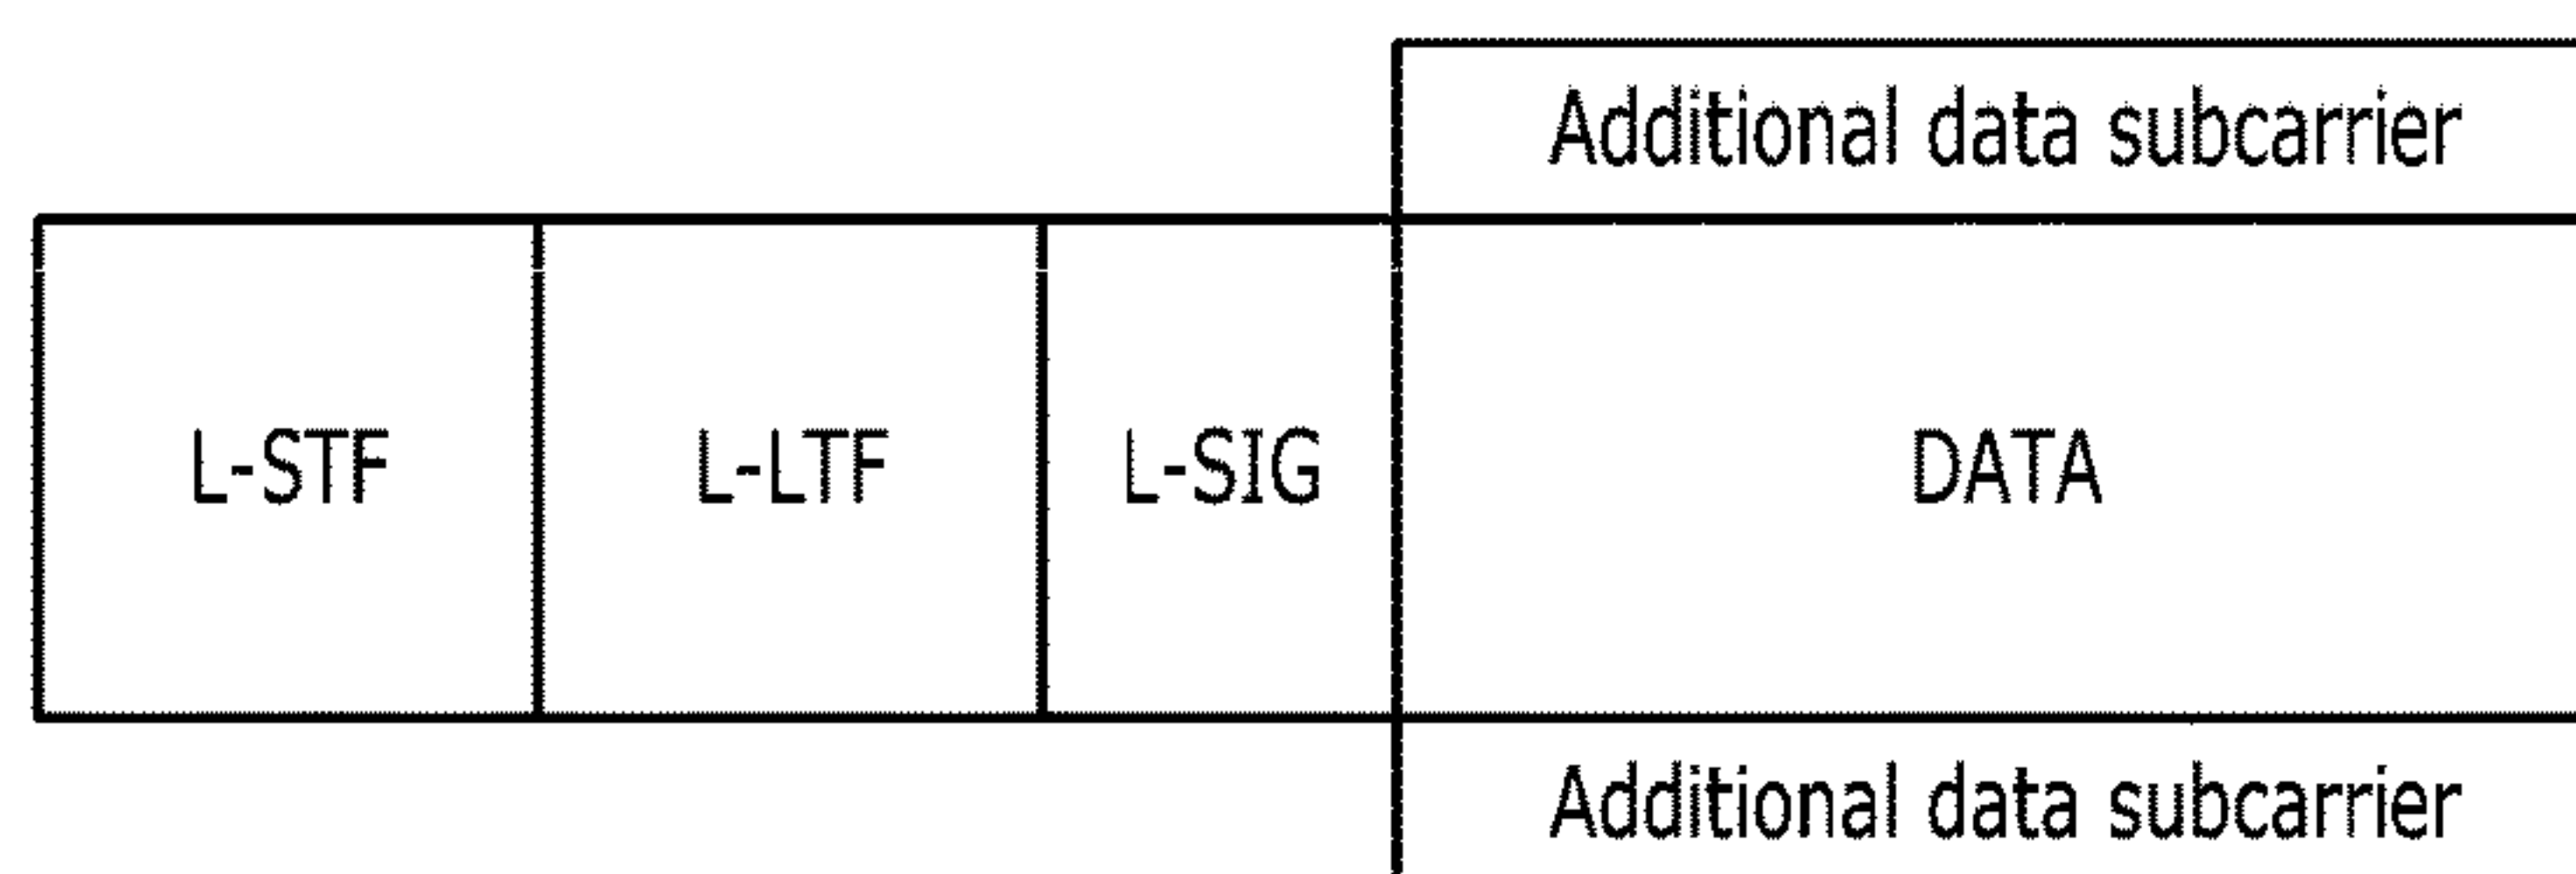 Additional data subcarrier
L-STF L-LTF L-SIG DATA
Additional data subcarrier